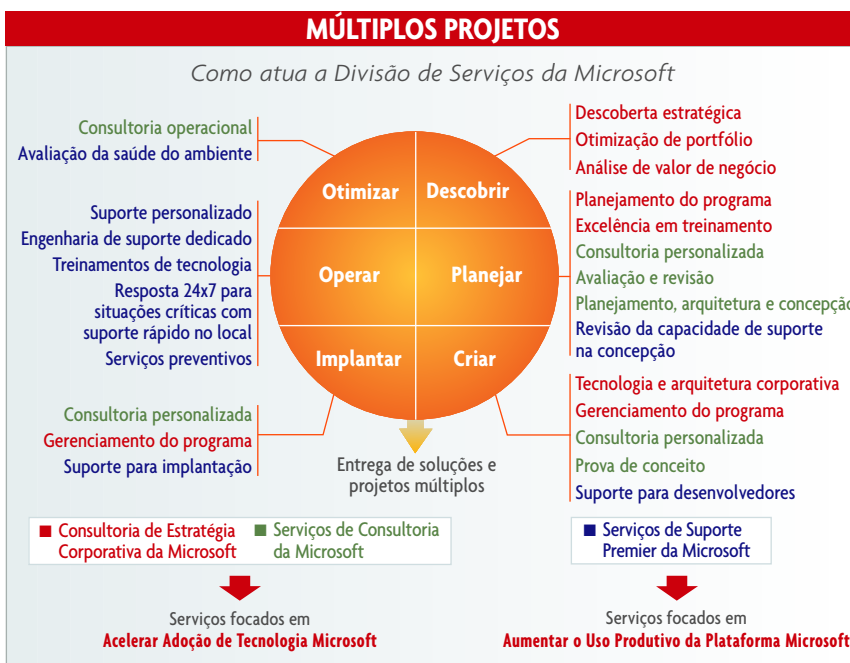 MÚLTIPLOS PROJETOS
Como atua a Divisão de Serviços da Microsoft
Consultoria operacional
Avaliação da saúde do ambiente
Suporte personalizado
Engenharia de suporte dedicado
Treinamentos de tecnologia
Resposta 24x7 para
situações críticas com
suporte rápido no local
Serviços preventivos
Consultoria personalizada
Gerenciamento do programa
Suporte para implantação
Otimizar
Descobrir
Operar
Planejar
Implantar
Criar
Entrega de soluções e
projetos múltiplos
Descoberta estratégica
Otimização de portfólio
Análise de valor de negócio
Planejamento do programa
Excelência em treinamento
Consultoria personalizada
Avaliação e revisão
Planejamento, arquitetura e concepção
Revisão da capacidade de suporte
na concepção
Tecnologia e arquitetura corporativa
Gerenciamento do programa
Consultoria personalizada
Prova de conceito
Suporte para desenvolvedores
Consultoria de Estratégia
Corporativa da Microsoft
Serviços de Consultoria
da Microsoft
Serviços de Suporte
Premier da Microsoft
Serviços focados em
Acelerar Adoção de Tecnologia Microsoft
Serviços focados em
Aumentar o Uso Produtivo da Plataforma Microsoft